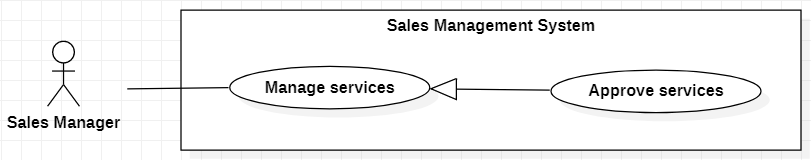 Sales Management System
Manage services
Approve services
Sales Manager